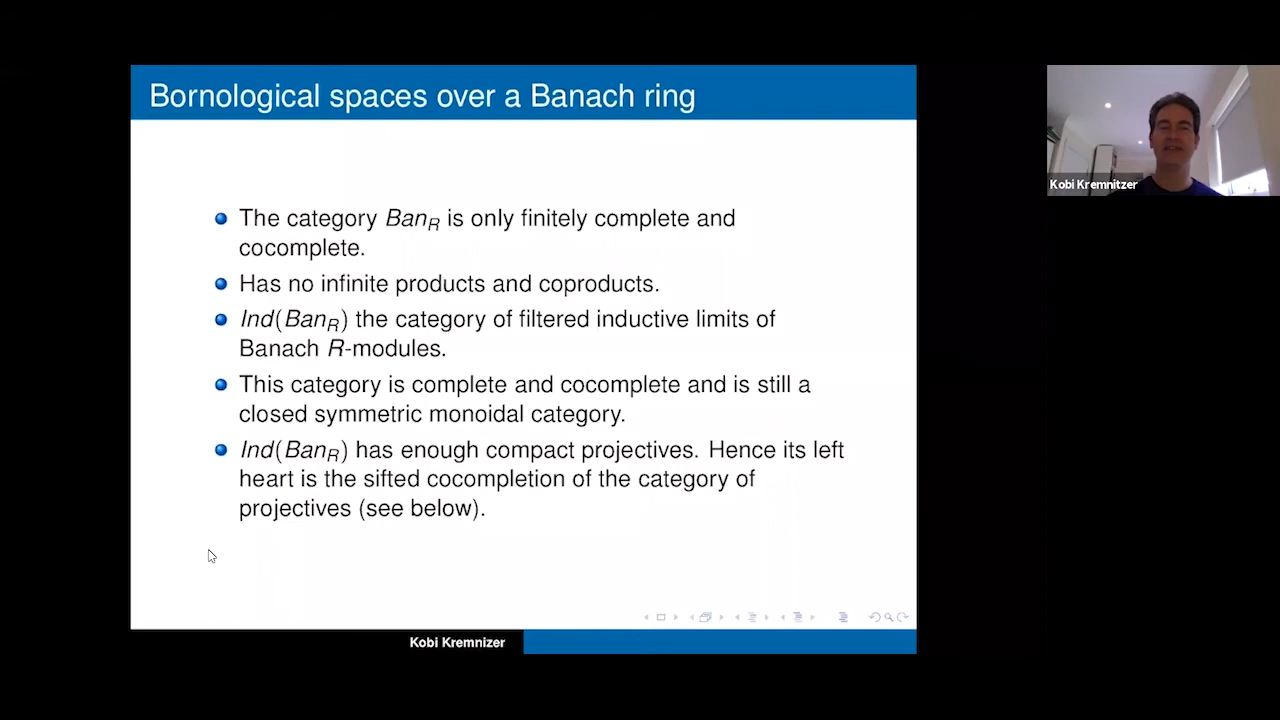 Bornological spaces over a Banach ring
The category Ban_R is only finitely complete and
cocomplete.
Has no infinite products and coproducts.
Ind(Ban_R) the category of filtered inductive limits of
Banach R-modules.
This category is complete and cocomplete and is still a
closed symmetric monoidal category.
Ind(Ban_R) has enough compact projectives. Hence its left
heart is the sifted cocompletion of the category of
projectives (see below).
Kobi Kremnizer
Kobi Kremnitzer